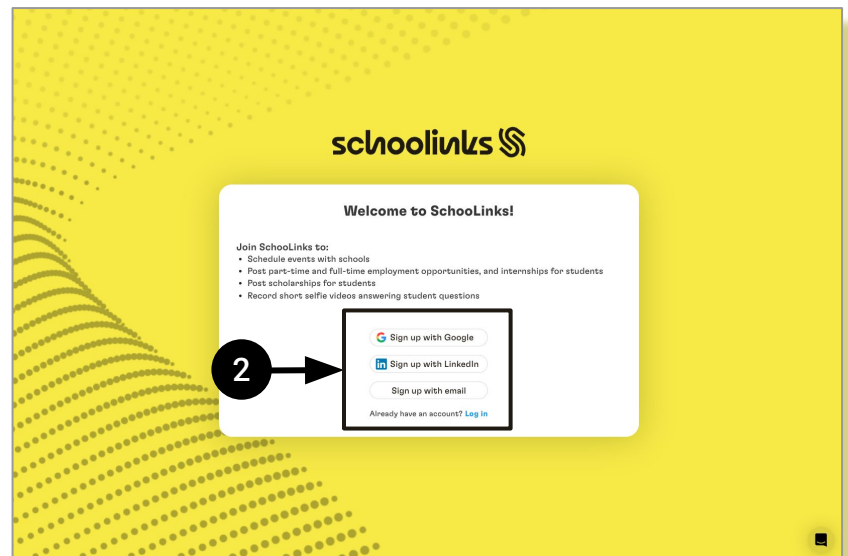 schoolinks
Welcome to SchooLinks!
Join SchooLinks to:
• Schedule events with schools
• Post part-time and full-time employment opportunities, and internships for students
• Post scholarships for students
• Record short selfie videos answering student questions
Sign up with Google
in Sign up with LinkedIn
2
Sign up with email
Already have an account? Log in